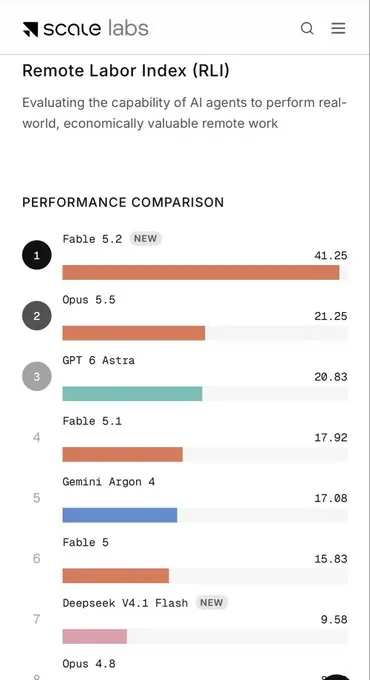 scale labs
Remote Labor Index (RLI)
Evaluating the capability of AI agents to perform real-
world, economically valuable remote work
PERFORMANCE COMPARISON
Fable 5.2 NEW
1
41.25
Opus 5.5
2
21.25
GPT 6 Astra
3
20.83
Fable 5.1
4
17.92
Gemini Argon 4
5
17.08
Fable 5
6
15.83
Deepseek V4.1 Flash NEW
7
9.58
Opus 4.8